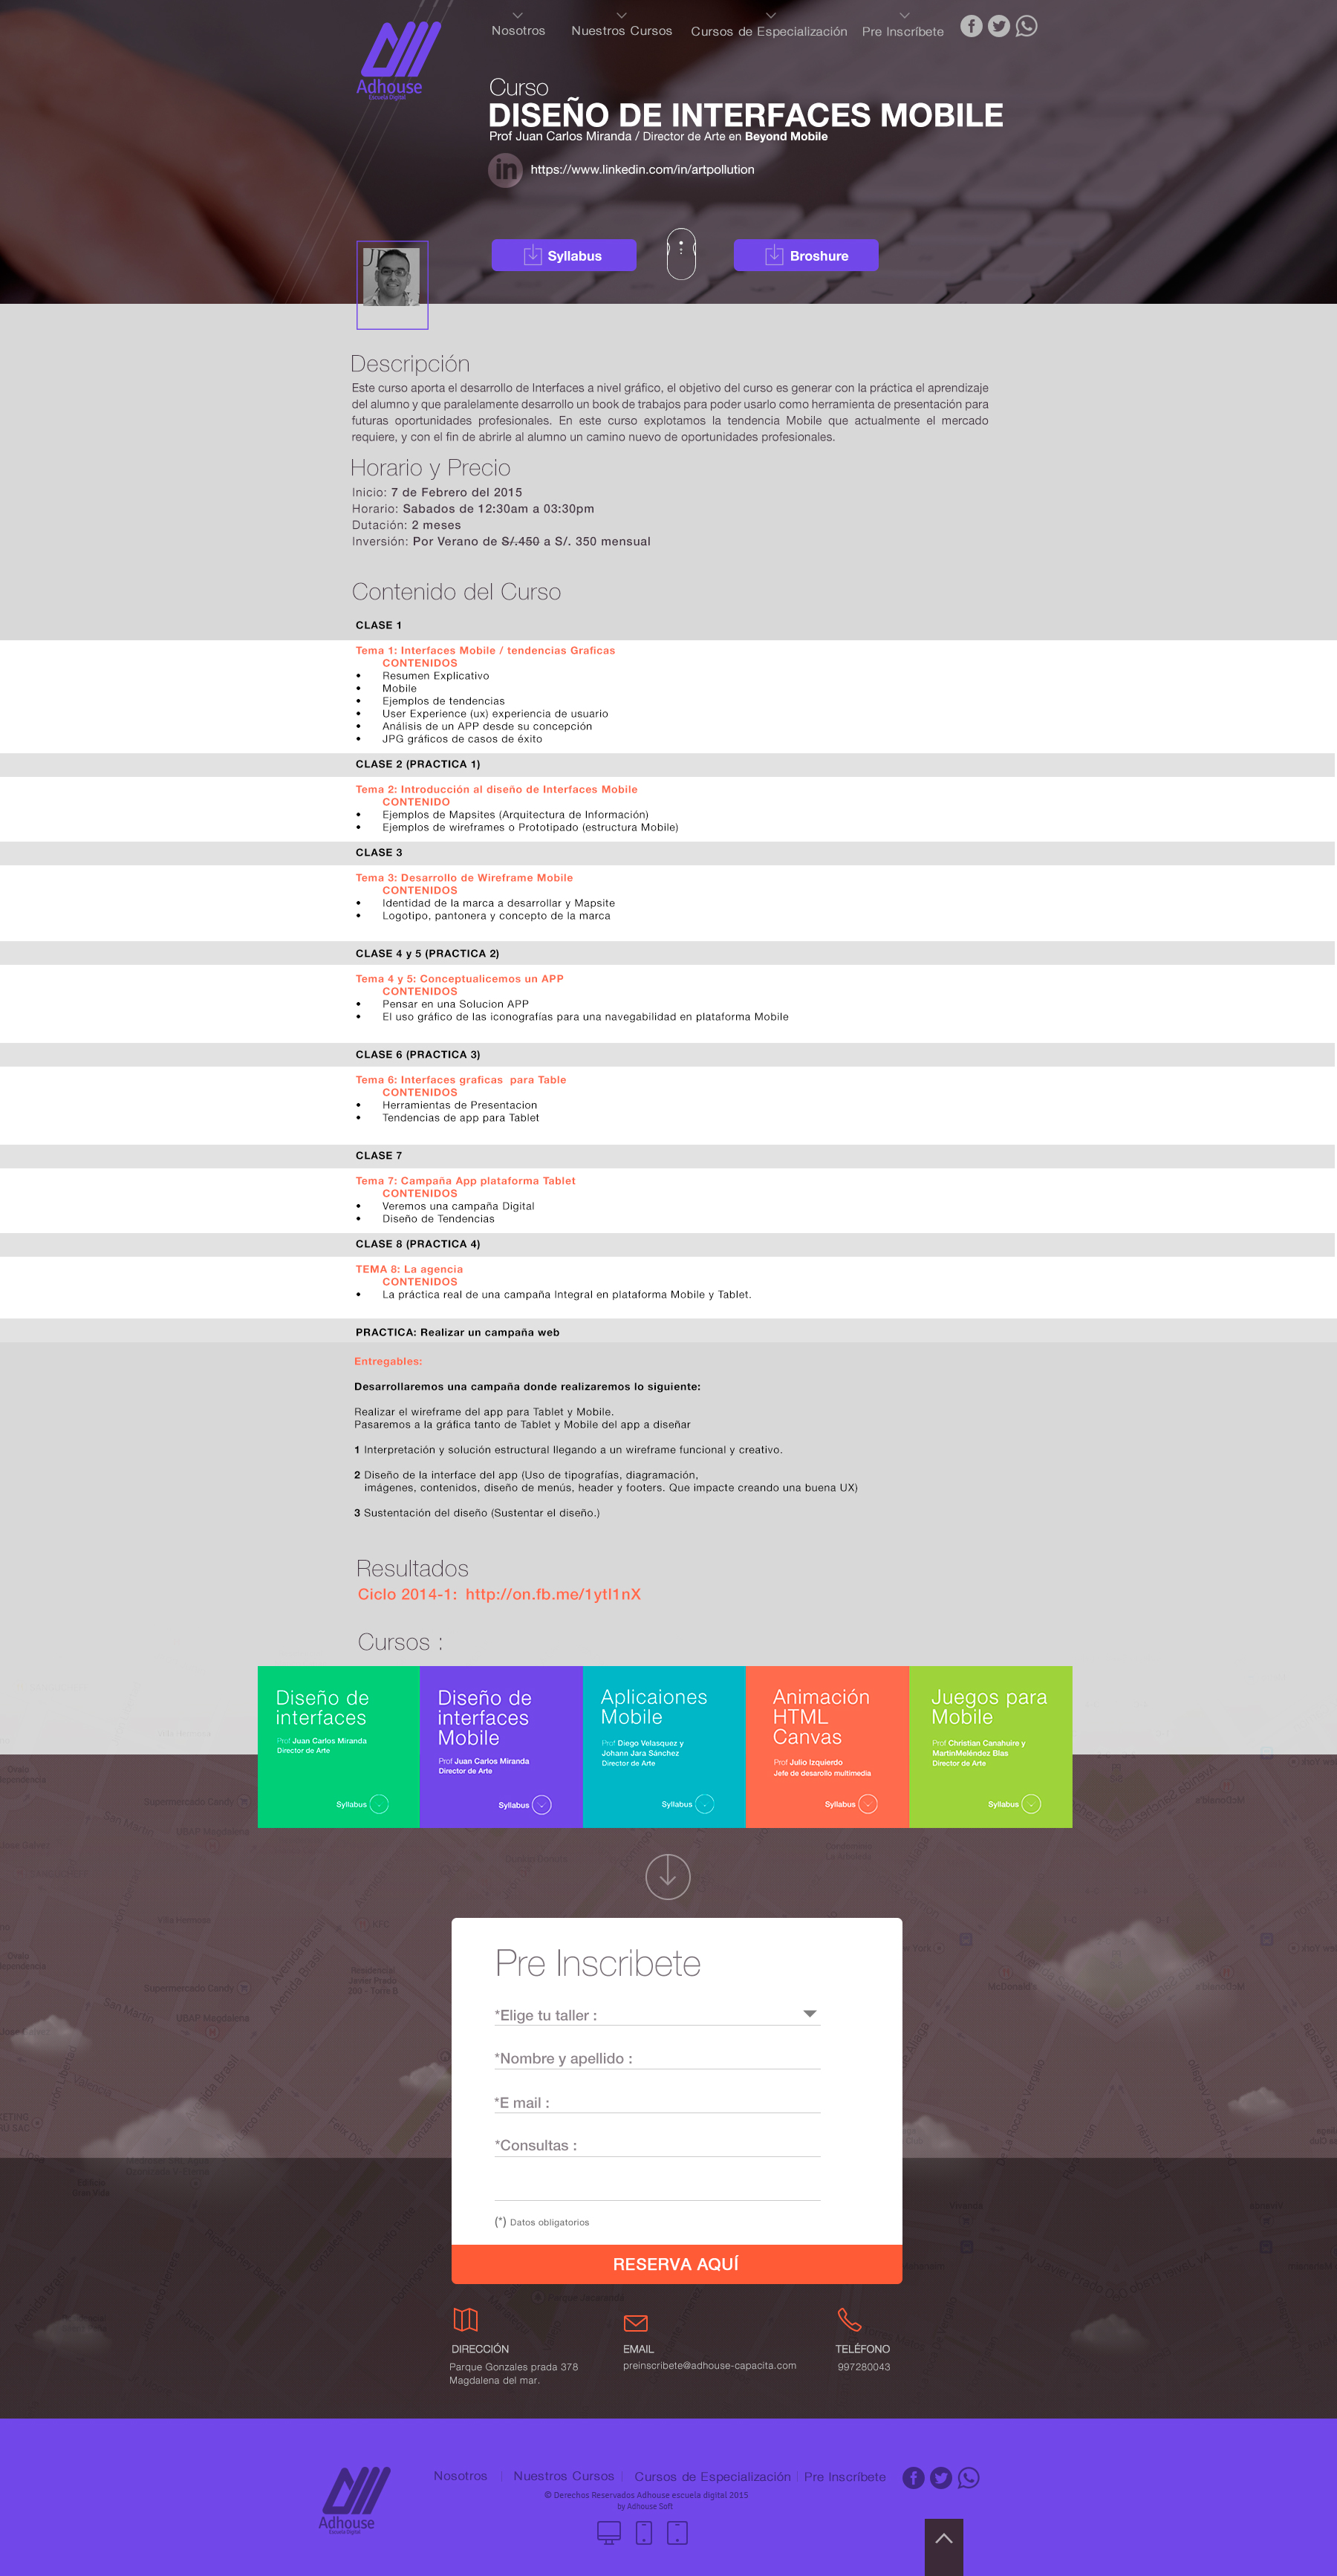 Nosotros
Nuestros Cursos
Cursos de Especialización
Pre Inscríbete
Adhouse
Escuela Digital
Curso
DISEÑO DE INTERFACES MOBILE
Prof Juan Carlos Miranda / Director de Arte en Beyond Mobile
in
https://www.linkedin.com/in/artpollution
Syllabus
Broshure
Descripción
Este curso aporta el desarrollo de Interfaces a nivel gráfico, el objetivo del curso es generar con la práctica el aprendizaje
del alumno y que paralelamente desarrollo un book de trabajos para poder usarlo como herramienta de presentación para
futuras oportunidades profesionales. En este curso explotamos la tendencia Mobile que actualmente el mercado
requiere, y con el fin de abrirle al alumno un camino nuevo de oportunidades profesionales.
Horario y Precio
Inicio: 7 de Febrero del 2015
Horario: Sabados de 12:30am a 03:30pm
Dutación: 2 meses
Inversión: Por Verano de S/.450 a S/. 350 mensual
Contenido del Curso
CLASE 1
Tema 1: Interfaces Mobile / tendencias Graficas
CONTENIDOS
• Resumen Explicativo
• Mobile
• Ejemplos de tendencias
• User Experience (ux) experiencia de usuario
• Análisis de un APP desde su concepción
• JPG gráficos de casos de éxito
CLASE 2 (PRACTICA 1)
Tema 2: Introducción al diseño de Interfaces Mobile
CONTENIDO
• Ejemplos de Mapsites (Arquitectura de Información)
• Ejemplos de wireframes o Prototipado (estructura Mobile)
CLASE 3
Tema 3: Desarrollo de Wireframe Mobile
CONTENIDOS
• Identidad de la marca a desarrollar y Mapsite
• Logotipo, pantonera y concepto de la marca
CLASE 4 y 5 (PRACTICA 2)
Tema 4 y 5: Conceptualicemos un APP
CONTENIDOS
• Pensar en una Solucion APP
• El uso gráfico de las iconografías para una navegabilidad en plataforma Mobile
CLASE 6 (PRACTICA 3)
Tema 6: Interfaces graficas  para Table
CONTENIDOS
• Herramientas de Presentacion
• Tendencias de app para Tablet
CLASE 7
Tema 7: Campaña App plataforma Tablet
CONTENIDOS
• Veremos una campaña Digital
• Diseño de Tendencias
CLASE 8 (PRACTICA 4)
TEMA 8: La agencia
CONTENIDOS
• La práctica real de una campaña Integral en plataforma Mobile y Tablet.
PRACTICA: Realizar un campaña web
Entregables:
Desarrollaremos una campaña donde realizaremos lo siguiente:
Realizar el wireframe del app para Tablet y Mobile.
Pasaremos a la gráfica tanto de Tablet y Mobile del app a diseñar
1 Interpretación y solución estructural llegando a un wireframe funcional y creativo.
2 Diseño de la interface del app (Uso de tipografías, diagramación,
imágenes, contenidos, diseño de menús, header y footers. Que impacte creando una buena UX)
3 Sustentación del diseño (Sustentar el diseño.)
Resultados
Ciclo 2014-1: http://on.fb.me/1ytI1nX
Cursos :
Diseño de
interfaces
Prof Juan Carlos Miranda
Director de Arte
Syllabus
Diseño de
interfaces
Mobile
Prof Juan Carlos Miranda
Director de Arte
Syllabus
Aplicaiones
Mobile
Prof Diego Velasquez y
Johann Jara Sánchez
Director de Arte
Syllabus
Animación
HTML
Canvas
Prof Julio Izquierdo
Jefe de desarollo multimedia
Syllabus
Juegos para
Mobile
Prof Christian Canahuire y
MartinMeléndez Blas
Director de Arte
Syllabus
Pre Inscribete
*Elige tu taller :
*Nombre y apellido :
*E mail :
*Consultas :
(*) Datos obligatorios
RESERVA AQUÍ
DIRECCIÓN
Parque Gonzales prada 378
Magdalena del mar.
EMAIL
preinscribete@adhouse-capacita.com
TELÉFONO
997280043
Adhouse
Escuela Digital
Nosotros
Nuestros Cursos
Cursos de Especialización
Pre Inscríbete
© Derechos Reservados Adhouse escuela digital 2015
by Adhouse Soft